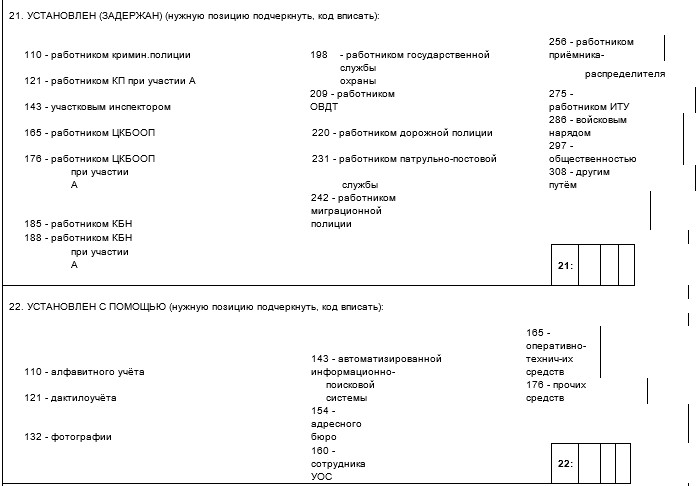 21. УСТАНОВЛЕН (ЗАДЕРЖАН) (нужную позицию подчеркнуть, код вписать):
110 - работником кримин.полиции
121 - работником КП при участии А
143 - участковым инспектором
165 - работником ЦКБООП
176 - работником ЦКБООП
при участии
А
185 - работником КБН
188 - работником КБН
при участии
А
198 - работником государственной
службы
охраны
209 - работником
ОВДТ
220 - работником дорожной полиции
231 - работником патрульно-постовой
службы
242 - работником
миграционной
полиции
256 - работником
приёмника-
распределителя
275 -
работником ИТУ
286 - войсковым
нарядом
297 -
общественностью
308 - другим
путём
21:
22. УСТАНОВЛЕН С ПОМОЩЬЮ (нужную позицию подчеркнуть, код вписать):
110 - алфавитного учёта
121 - дактилоучёта
132 - фотографии
143 - автоматизированной
информационно-
поисковой
системы
154 -
адресного
бюро
160 -
сотрудника
УОС
165 -
оперативно-
технич-их
средств
176 - прочих
средств
22: